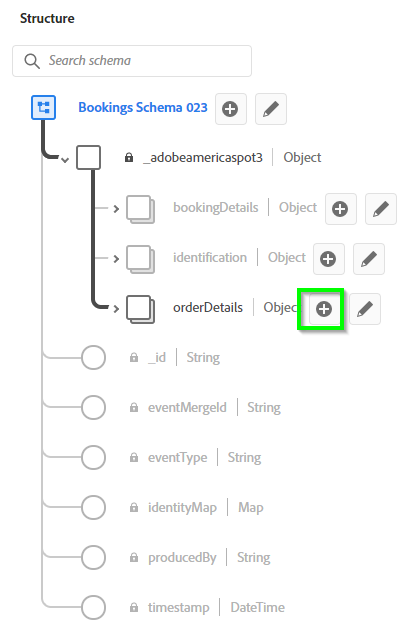 Structure
Search schema
Bookings Schema 023
_adobeamericaspot3 Object
bookingDetails Object
identification Object
orderDetails Object
_id String
eventMergeId String
eventType String
identityMap Map
producedBy String
timestamp DateTime